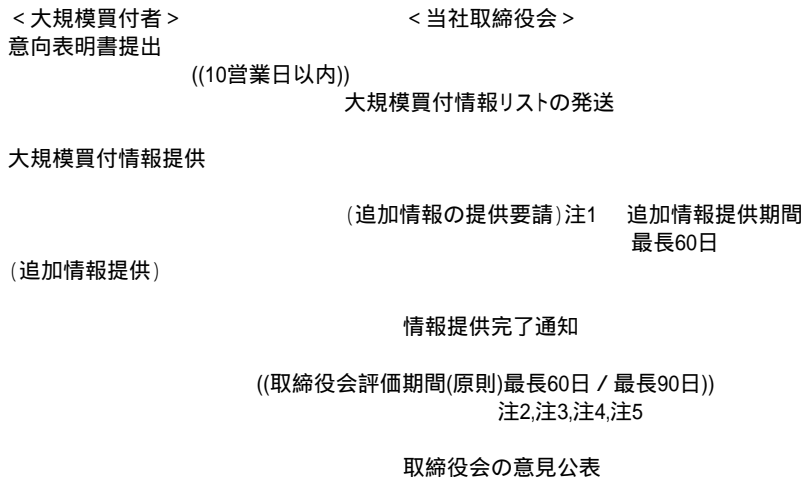 ＜大規模買付者＞ ＜当社取締役会＞
意向表明書提出
((10営業日以内))
大規模買付情報リストの発送
大規模買付情報提供
(追加情報の提供要請)注1 追加情報提供期間
最長60日
(追加情報提供)
情報提供完了通知
((取締役会評価期間(原則)最長60日／最長90日))
注2,注3,注4,注5
取締役会の意見公表